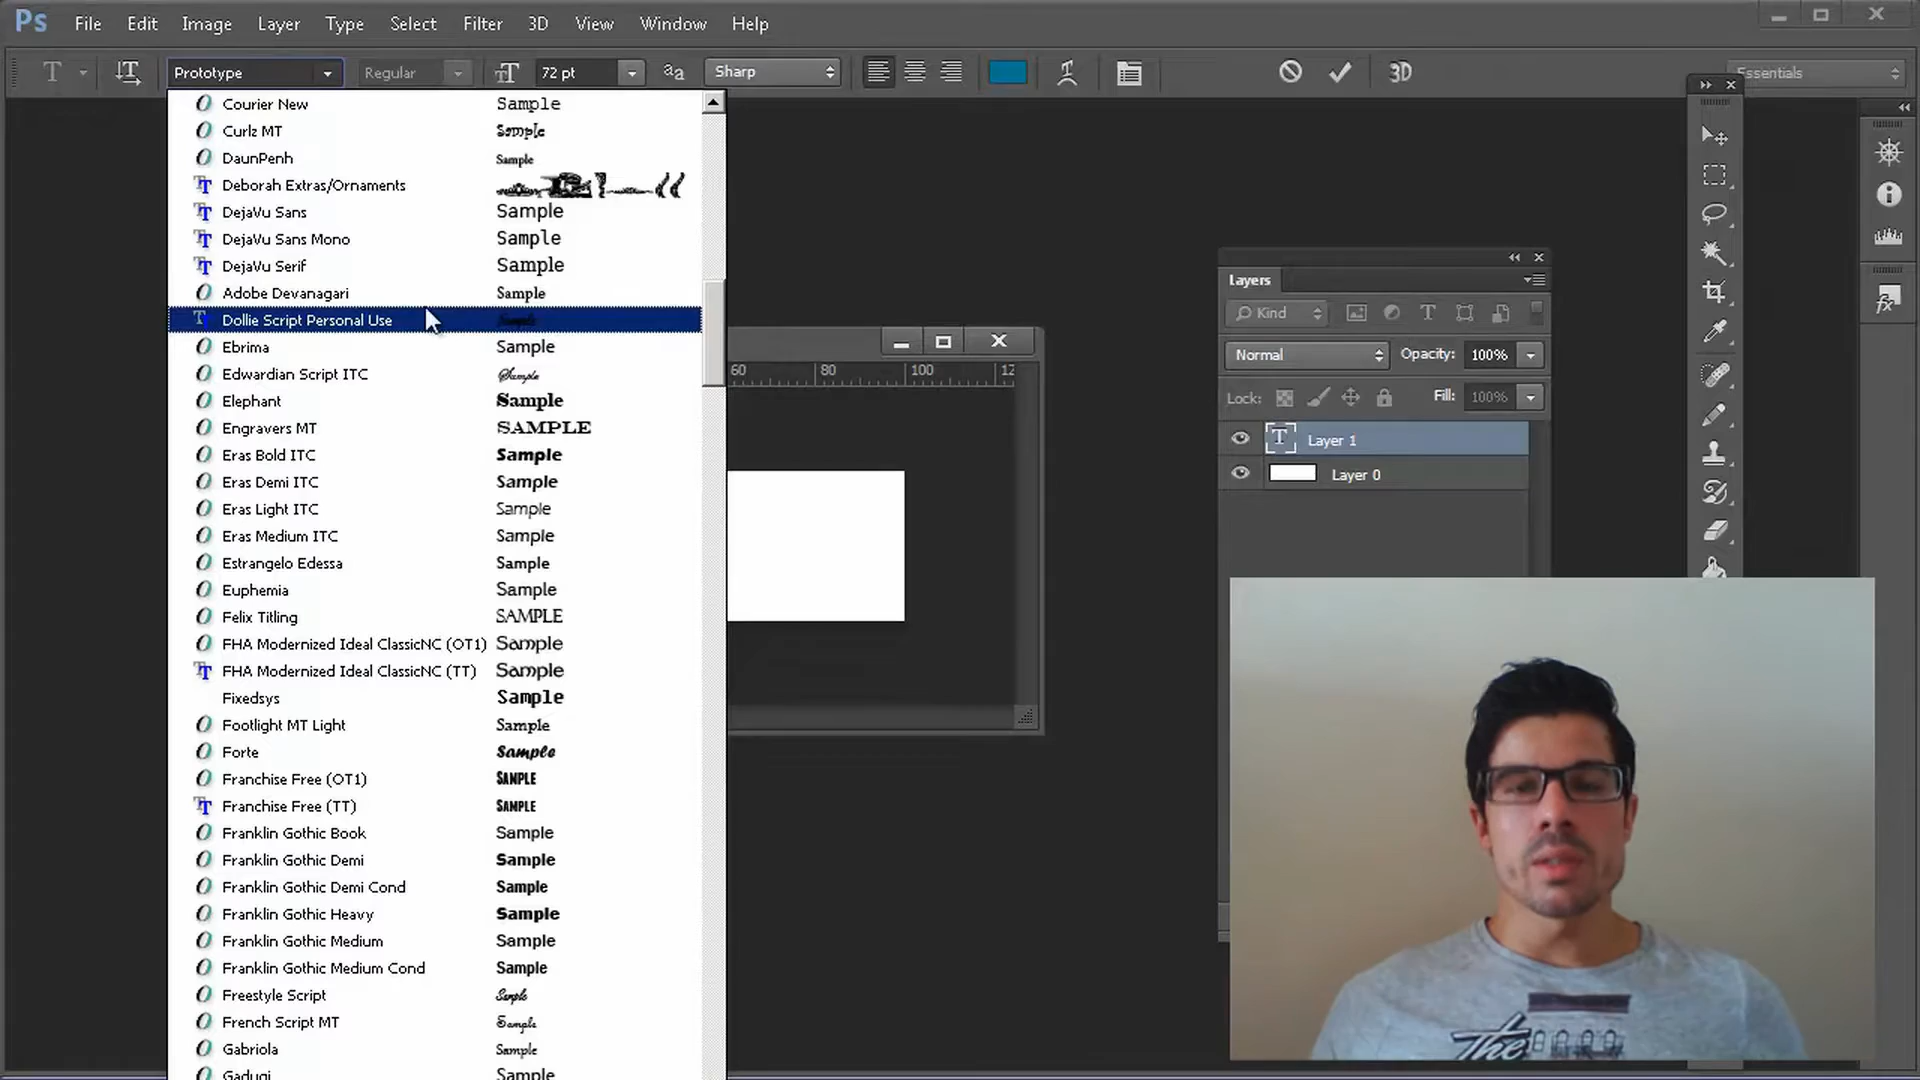 Ps File Edit Image Layer Type Select Filter 3D View Window Help
T Prototype Regular 72 pt Sharp 3D Essentials
Courier New Sample
Curlz MT Sample
DaunPenh Sample
Deborah Extras/Ornaments
DejaVu Sans Sample
DejaVu Sans Mono Sample
DejaVu Serif Sample
Adobe Devanagari Sample
Dollie Script Personal Use Sample
Ebrima Sample
Edwardian Script ITC Sample
Elephant Sample
Engravers MT SAMPLE
Eras Bold ITC Sample
Eras Demi ITC Sample
Eras Light ITC Sample
Eras Medium ITC Sample
Estrangelo Edessa Sample
Euphemia Sample
Felix Titling SAMPLE
FHA Modernized Ideal ClassicNC (OT1) Sample
FHA Modernized Ideal ClassicNC (TT) Sample
Fixedsys Sample
Footlight MT Light Sample
Forte Sample
Franchise Free (OT1) SAMPLE
Franchise Free (TT) SAMPLE
Franklin Gothic Book Sample
Franklin Gothic Demi Sample
Franklin Gothic Demi Cond Sample
Franklin Gothic Heavy Sample
Franklin Gothic Medium Sample
Franklin Gothic Medium Cond Sample
Freestyle Script Sample
French Script MT Sample
Gabriola Sample
Gadugi Sample
60 80 100 12
Layers
Kind
Normal Opacity: 100%
Lock: Fill: 100%
T Layer 1
Layer 0
The